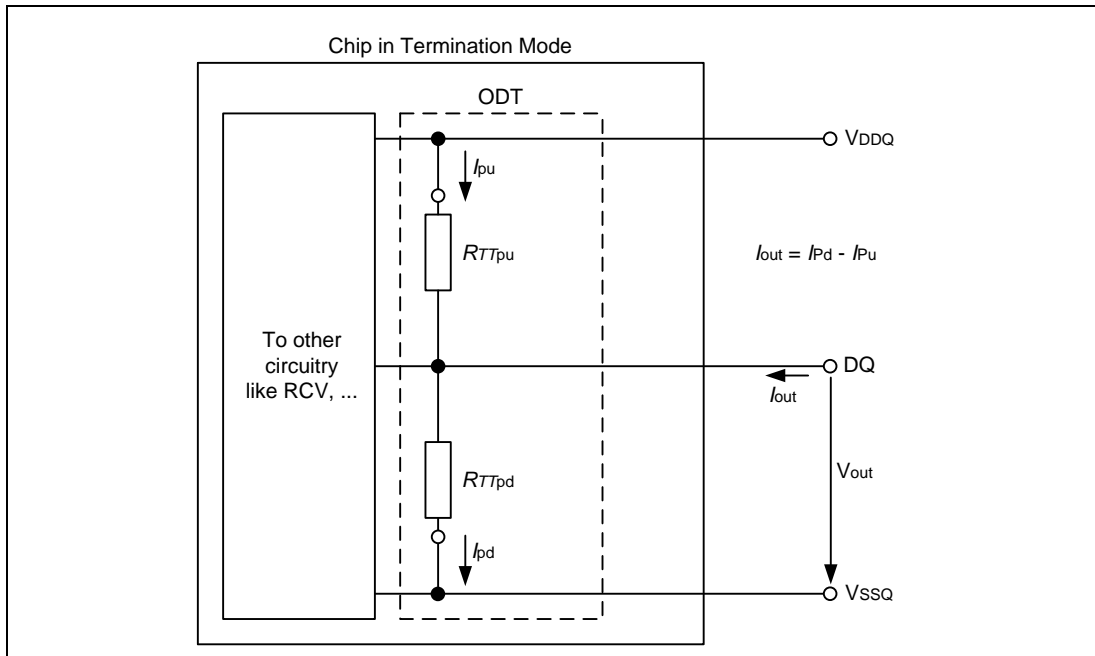 Chip in Termination Mode
ODT
VDDQ
Ipu
RTTpu
Iout = IPd - IPu
To other
circuitry
like RCV, ...
DQ
Iout
RTTpd
Vout
Ipd
VSSQ